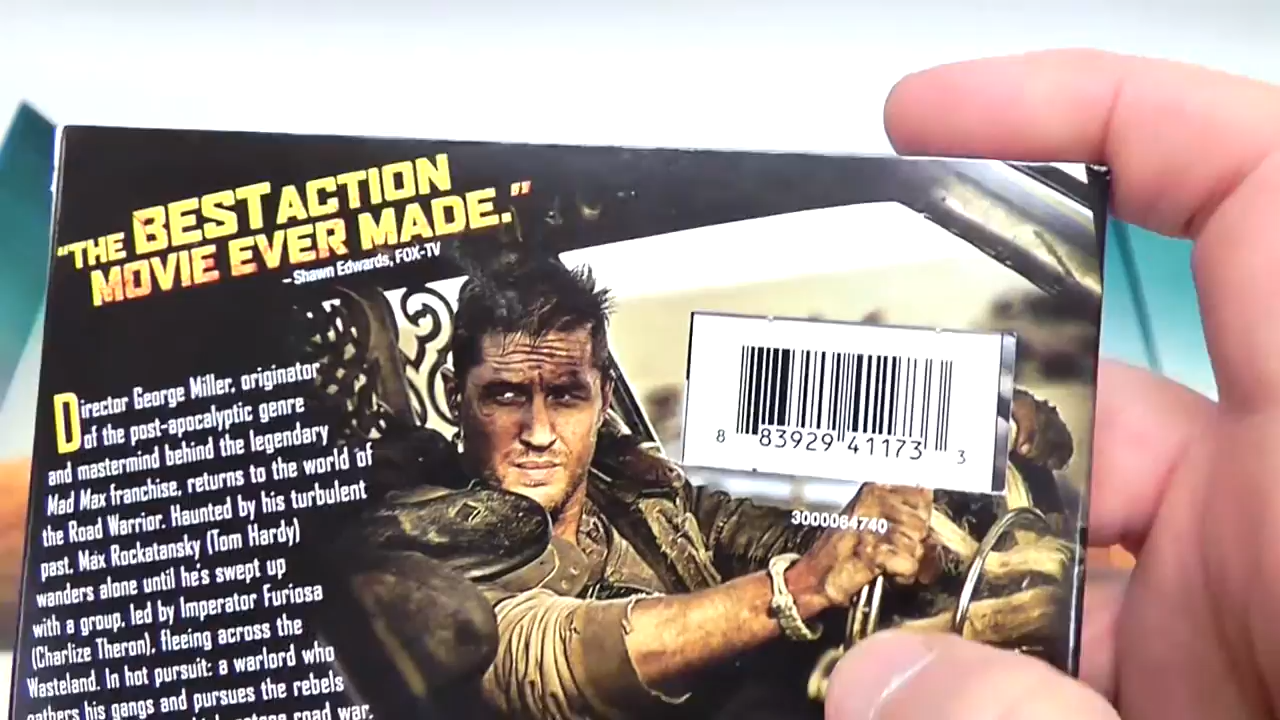 "THE BEST ACTION
MOVIE EVER MADE."
– Shawn Edwards, FOX-TV
Director George Miller, originator
of the post-apocalyptic genre
and mastermind behind the legendary
Mad Max franchise, returns to the world of
the Road Warrior. Haunted by his turbulent
past, Max Rockatansky (Tom Hardy)
wanders alone until he's swept up
with a group, led by Imperator Furiosa
(Charlize Theron), fleeing across the
Wasteland. In hot pursuit: a warlord who
gathers his gangs and pursues the rebels
road war.
8 83929 41173 3
3000064740